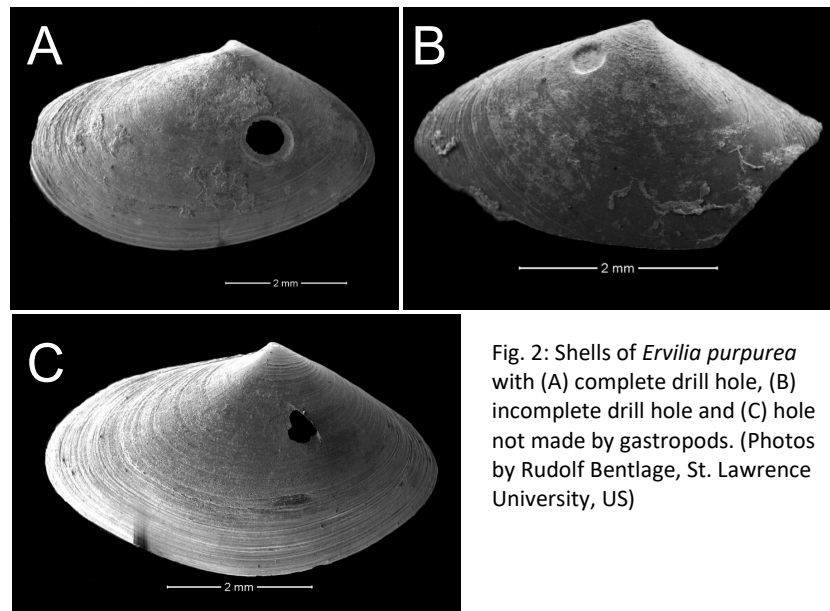 A
2 mm
B
2 mm
C
2 mm
Fig. 2: Shells of Ervilia purpurea
with (A) complete drill hole, (B)
incomplete drill hole and (C) hole
not made by gastropods. (Photos
by Rudolf Bentlage, St. Lawrence
University, US)